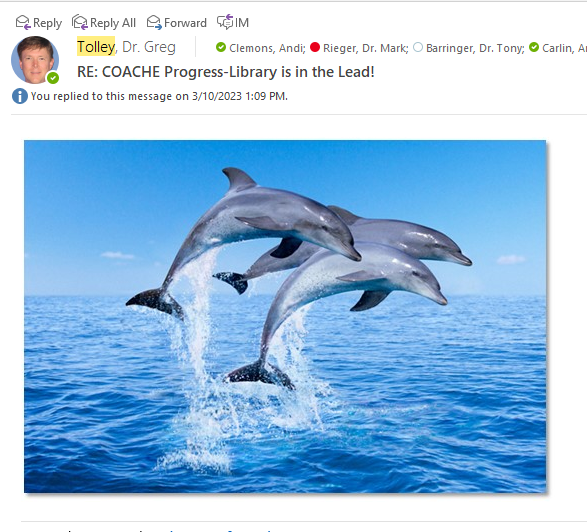 Reply Reply All Forward IM
Tolley, Dr. Greg Clemons, Andi; Rieger, Dr. Mark; Barringer, Dr. Tony; Carlin, A
RE: COACHE Progress-Library is in the Lead!
You replied to this message on 3/10/2023 1:09 PM.